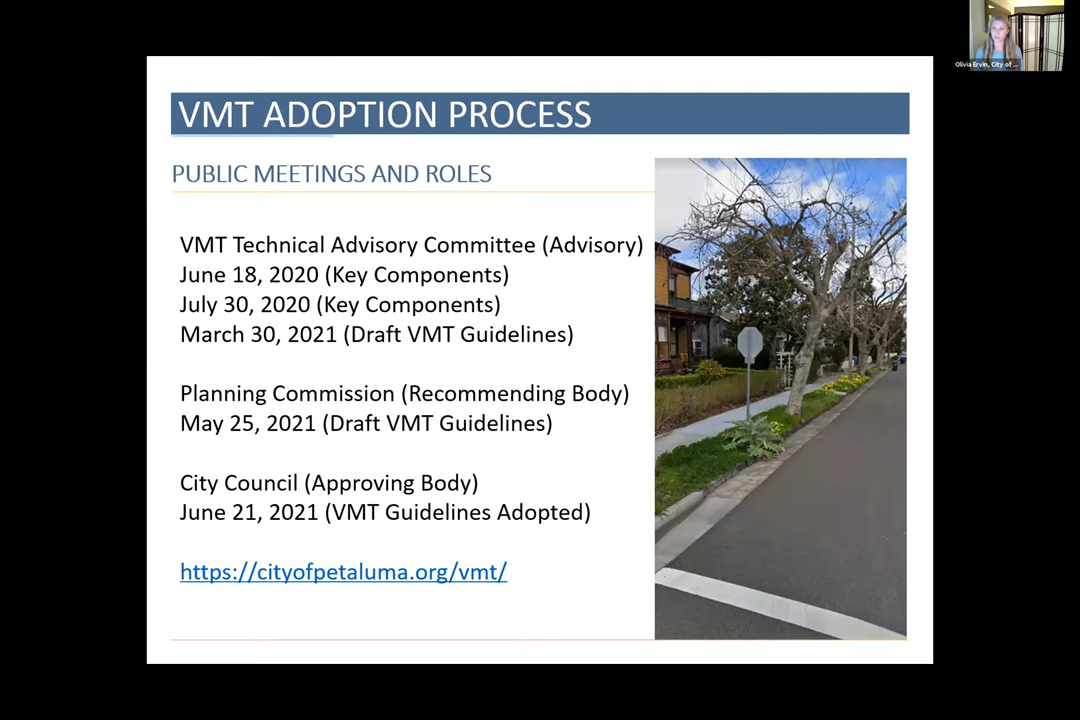 Olivia Ervin, City of ...
VMT ADOPTION PROCESS
PUBLIC MEETINGS AND ROLES
VMT Technical Advisory Committee (Advisory)
June 18, 2020 (Key Components)
July 30, 2020 (Key Components)
March 30, 2021 (Draft VMT Guidelines)
Planning Commission (Recommending Body)
May 25, 2021 (Draft VMT Guidelines)
City Council (Approving Body)
June 21, 2021 (VMT Guidelines Adopted)
https://cityofpetaluma.org/vmt/